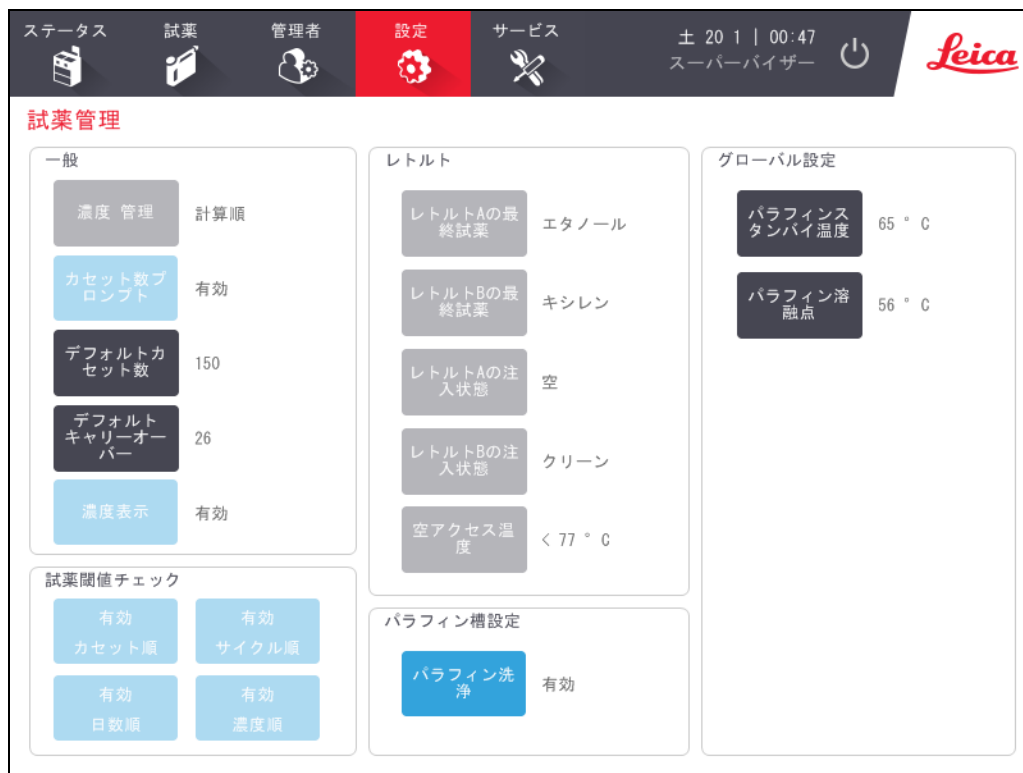 ステータス
試薬
管理者
設定
サービス
土 20 1 | 00:47
スーパーバイザー
Leica
試薬管理
一般
濃度 管理
計算順
カセット数プ
ロンプト
有効
デフォルトカ
セット数
150
デフォルト
キャリーオー
バー
26
濃度表示
有効
試薬閾値チェック
有効
カセット順
有効
サイクル順
有効
日数順
有効
濃度順
レトルト
レトルトAの最
終試薬
エタノール
レトルトBの最
終試薬
キシレン
レトルトAの注
入状態
空
レトルトBの注
入状態
クリーン
空アクセス温
度
< 77 ° C
パラフィン槽設定
パラフィン洗
浄
有効
グローバル設定
パラフィンス
タンバイ温度
65 ° C
パラフィン溶
融点
56 ° C